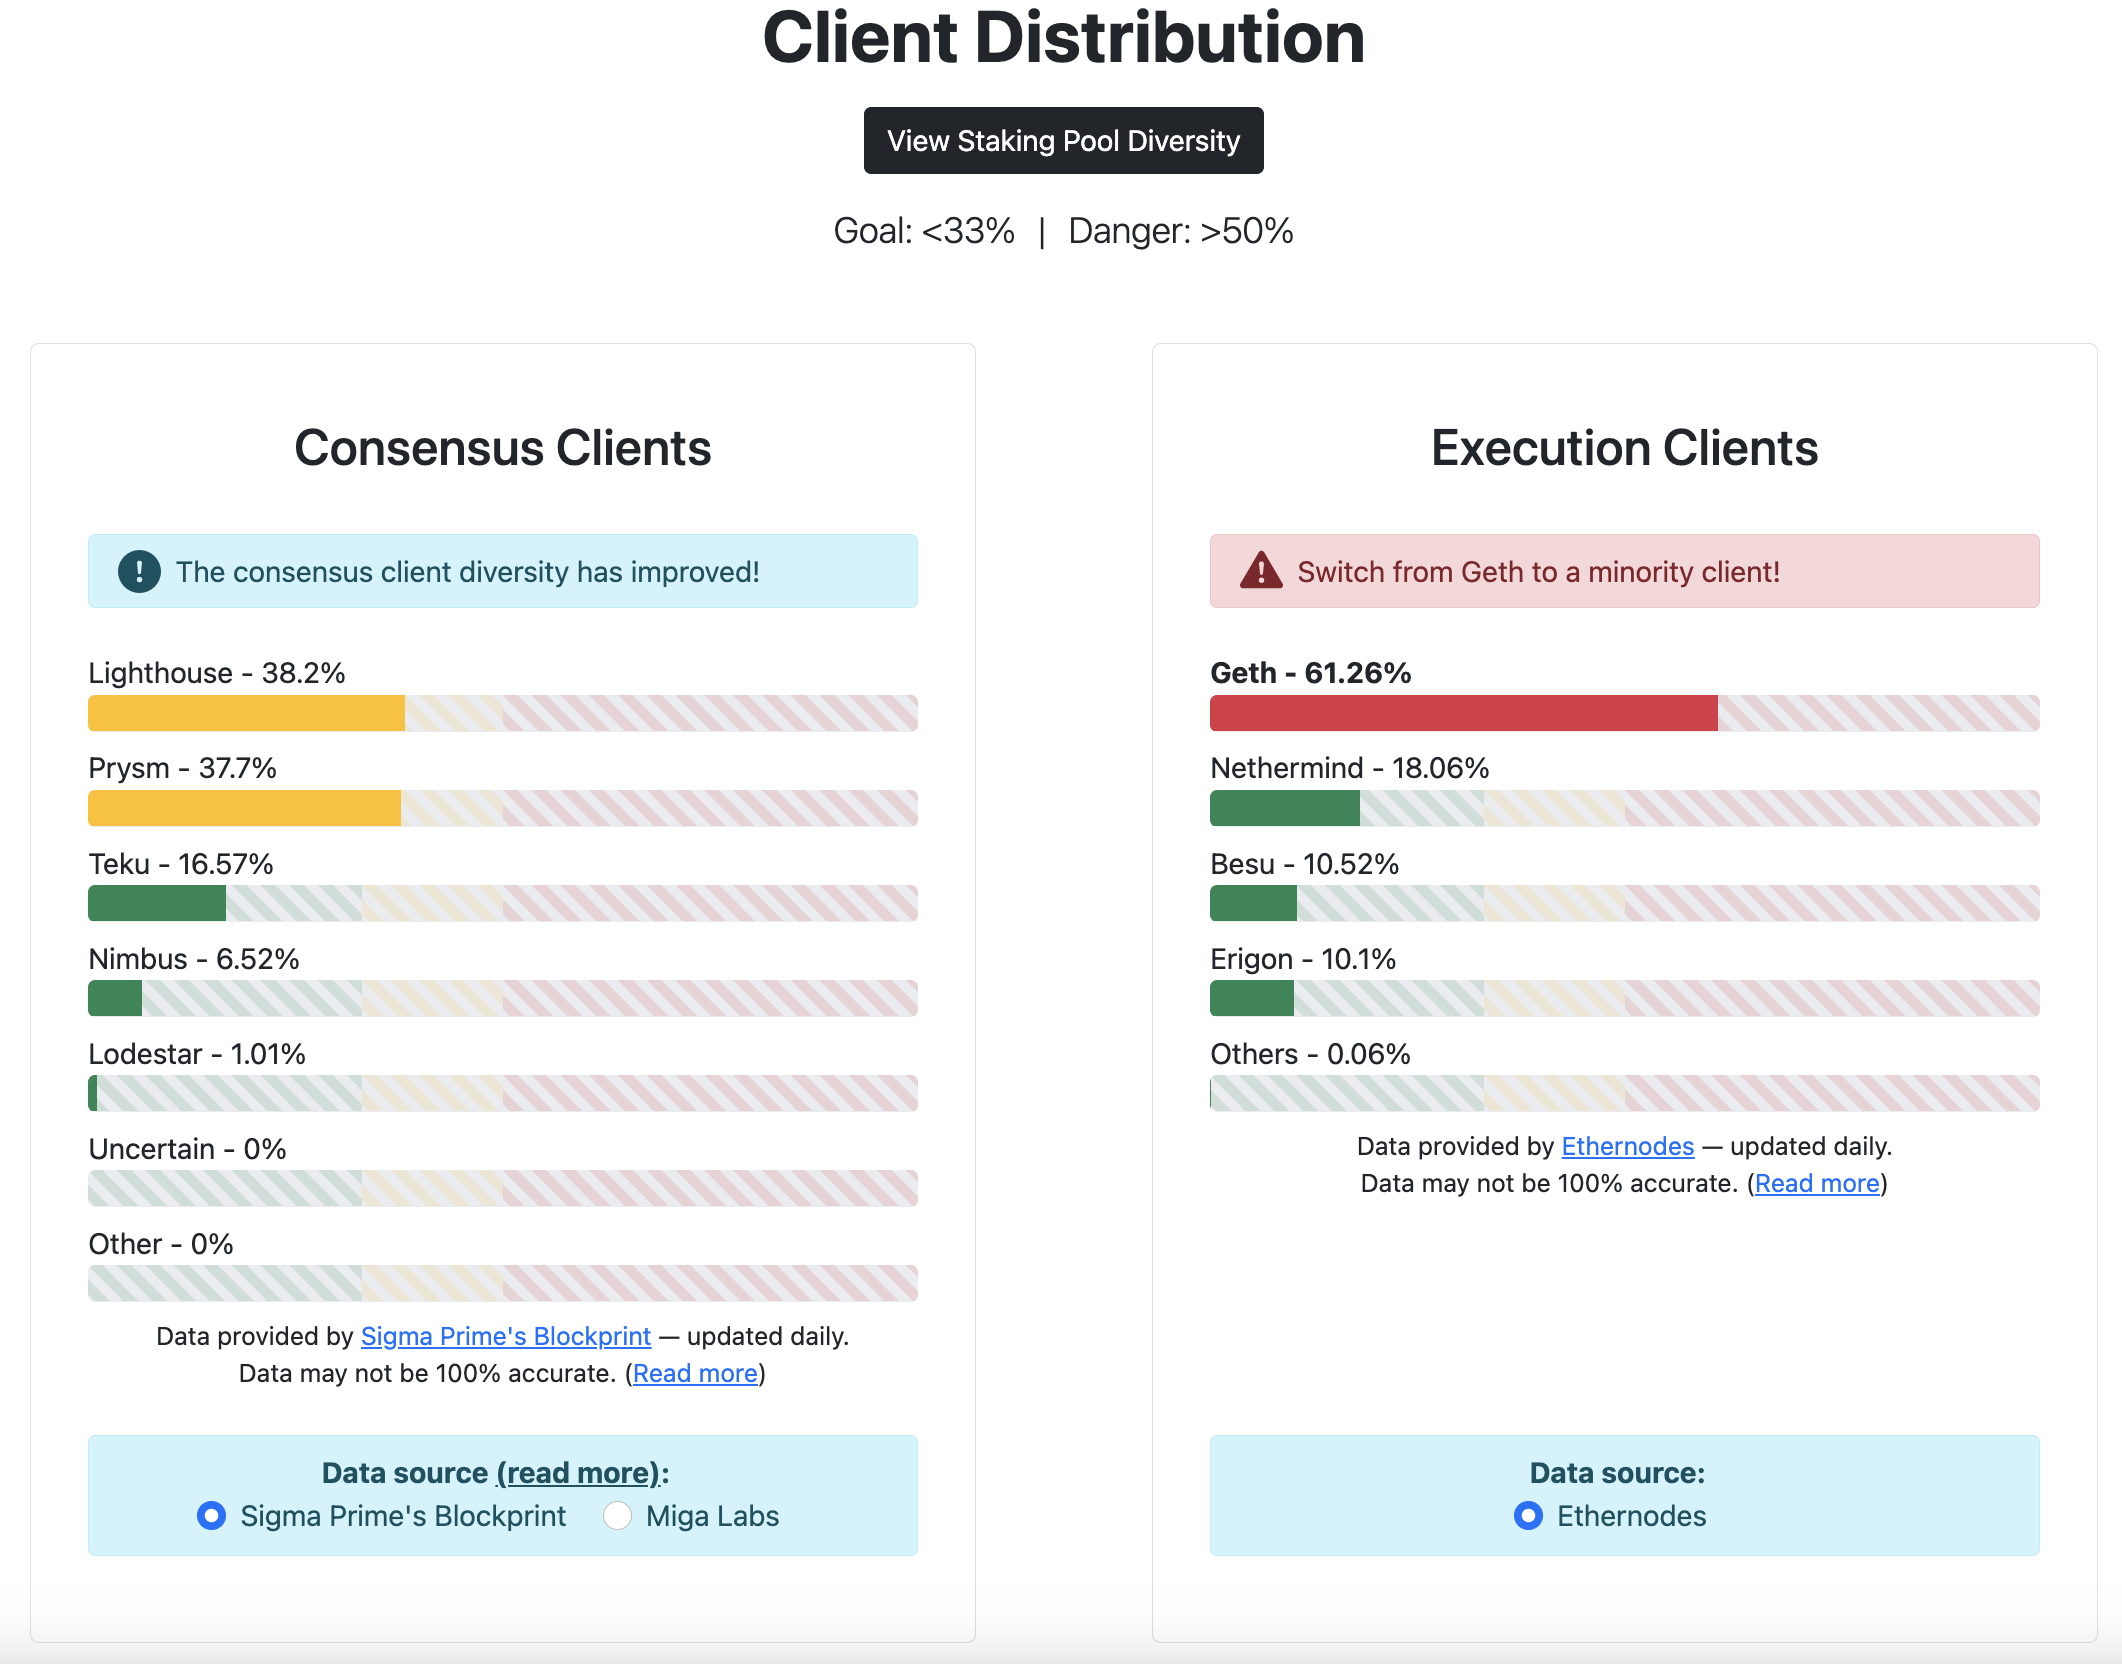 Client Distribution
View Staking Pool Diversity
Goal: <33% | Danger: >50%
Consensus Clients
The consensus client diversity has improved!
Lighthouse - 38.2%
Prysm - 37.7%
Teku - 16.57%
Nimbus - 6.52%
Lodestar - 1.01%
Uncertain - 0%
Other - 0%
Data provided by Sigma Prime's Blockprint — updated daily.
Data may not be 100% accurate. (Read more)
Data source (read more):
Sigma Prime's Blockprint Miga Labs
Execution Clients
Switch from Geth to a minority client!
Geth - 61.26%
Nethermind - 18.06%
Besu - 10.52%
Erigon - 10.1%
Others - 0.06%
Data provided by Ethernodes — updated daily.
Data may not be 100% accurate. (Read more)
Data source:
Ethernodes